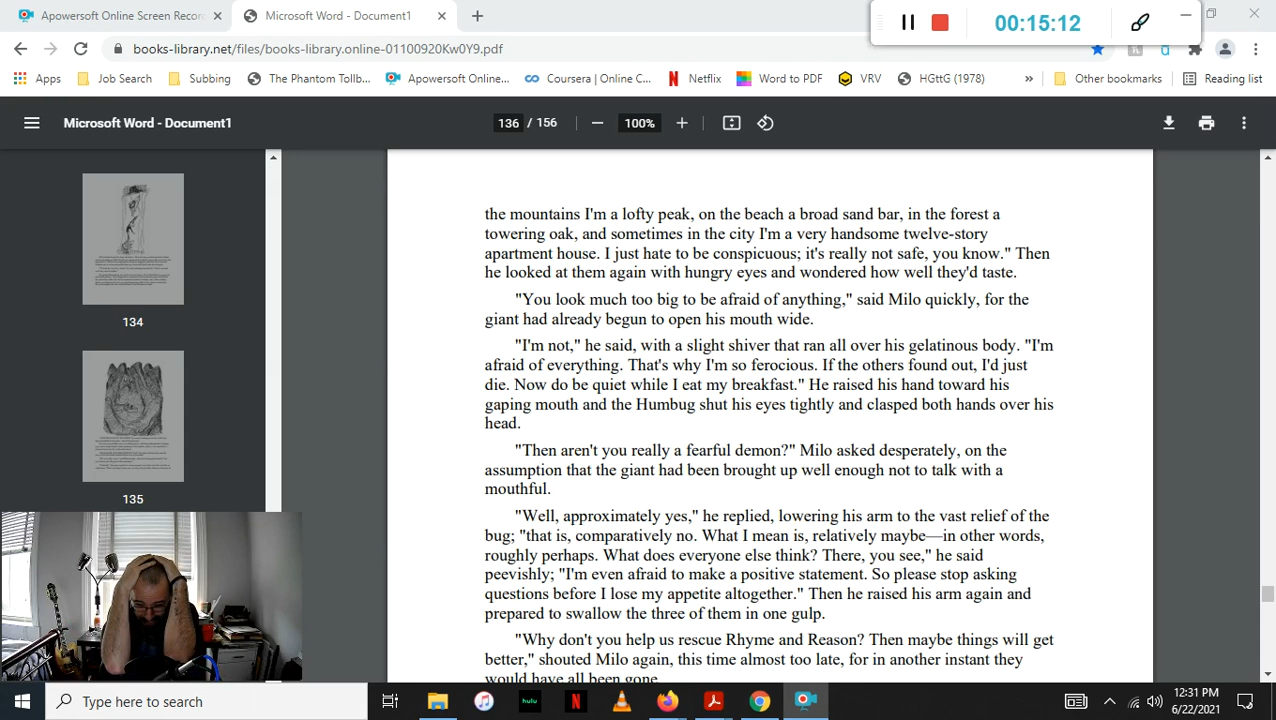 Apowersoft Online Screen Recor
Microsoft Word - Document1
00:15:12
books-library.net/files/books-library.online-01100920Kw0Y9.pdf
Apps
Job Search
Subbing
The Phantom Tollb...
Apowersoft Online...
Coursera | Online C...
Netflix
Word to PDF
VRV
HGttG (1978)
»
Other bookmarks
Reading list
Microsoft Word - Document1
136 / 156
100%
134
135
the mountains I'm a lofty peak, on the beach a broad sand bar, in the forest a
towering oak, and sometimes in the city I'm a very handsome twelve-story
apartment house. I just hate to be conspicuous; it's really not safe, you know." Then
he looked at them again with hungry eyes and wondered how well they'd taste.
"You look much too big to be afraid of anything," said Milo quickly, for the
giant had already begun to open his mouth wide.
"I'm not," he said, with a slight shiver that ran all over his gelatinous body. "I'm
afraid of everything. That's why I'm so ferocious. If the others found out, I'd just
die. Now do be quiet while I eat my breakfast." He raised his hand toward his
gaping mouth and the Humbug shut his eyes tightly and clasped both hands over his
head.
"Then aren't you really a fearful demon?" Milo asked desperately, on the
assumption that the giant had been brought up well enough not to talk with a
mouthful.
"Well, approximately yes," he replied, lowering his arm to the vast relief of the
bug; "that is, comparatively no. What I mean is, relatively maybe—in other words,
roughly perhaps. What does everyone else think? There, you see," he said
peevishly; "I'm even afraid to make a positive statement. So please stop asking
questions before I lose my appetite altogether." Then he raised his arm again and
prepared to swallow the three of them in one gulp.
"Why don't you help us rescue Rhyme and Reason? Then maybe things will get
better," shouted Milo again, this time almost too late, for in another instant they
would have all been gone.
Type here to search
hulu
12:31 PM
6/22/2021